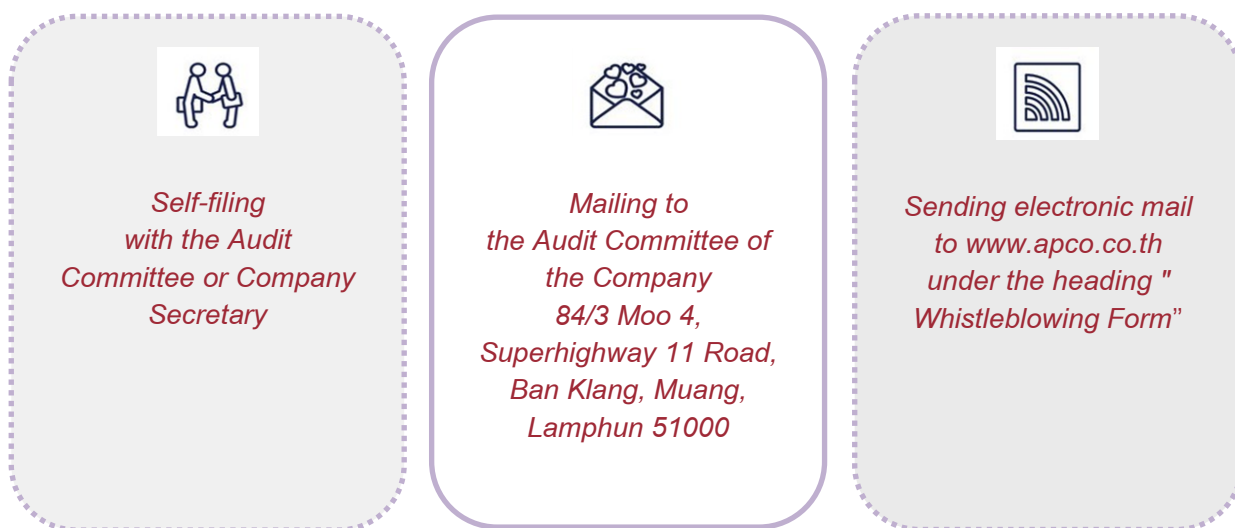 Self-filing
with the Audit
Committee or Company
Secretary
Mailing to
the Audit Committee of
the Company
84/3 Moo 4,
Superhighway 11 Road,
Ban Klang, Muang,
Lamphun 51000
Sending electronic mail
to www.apco.co.th
under the heading "
Whistleblowing Form”